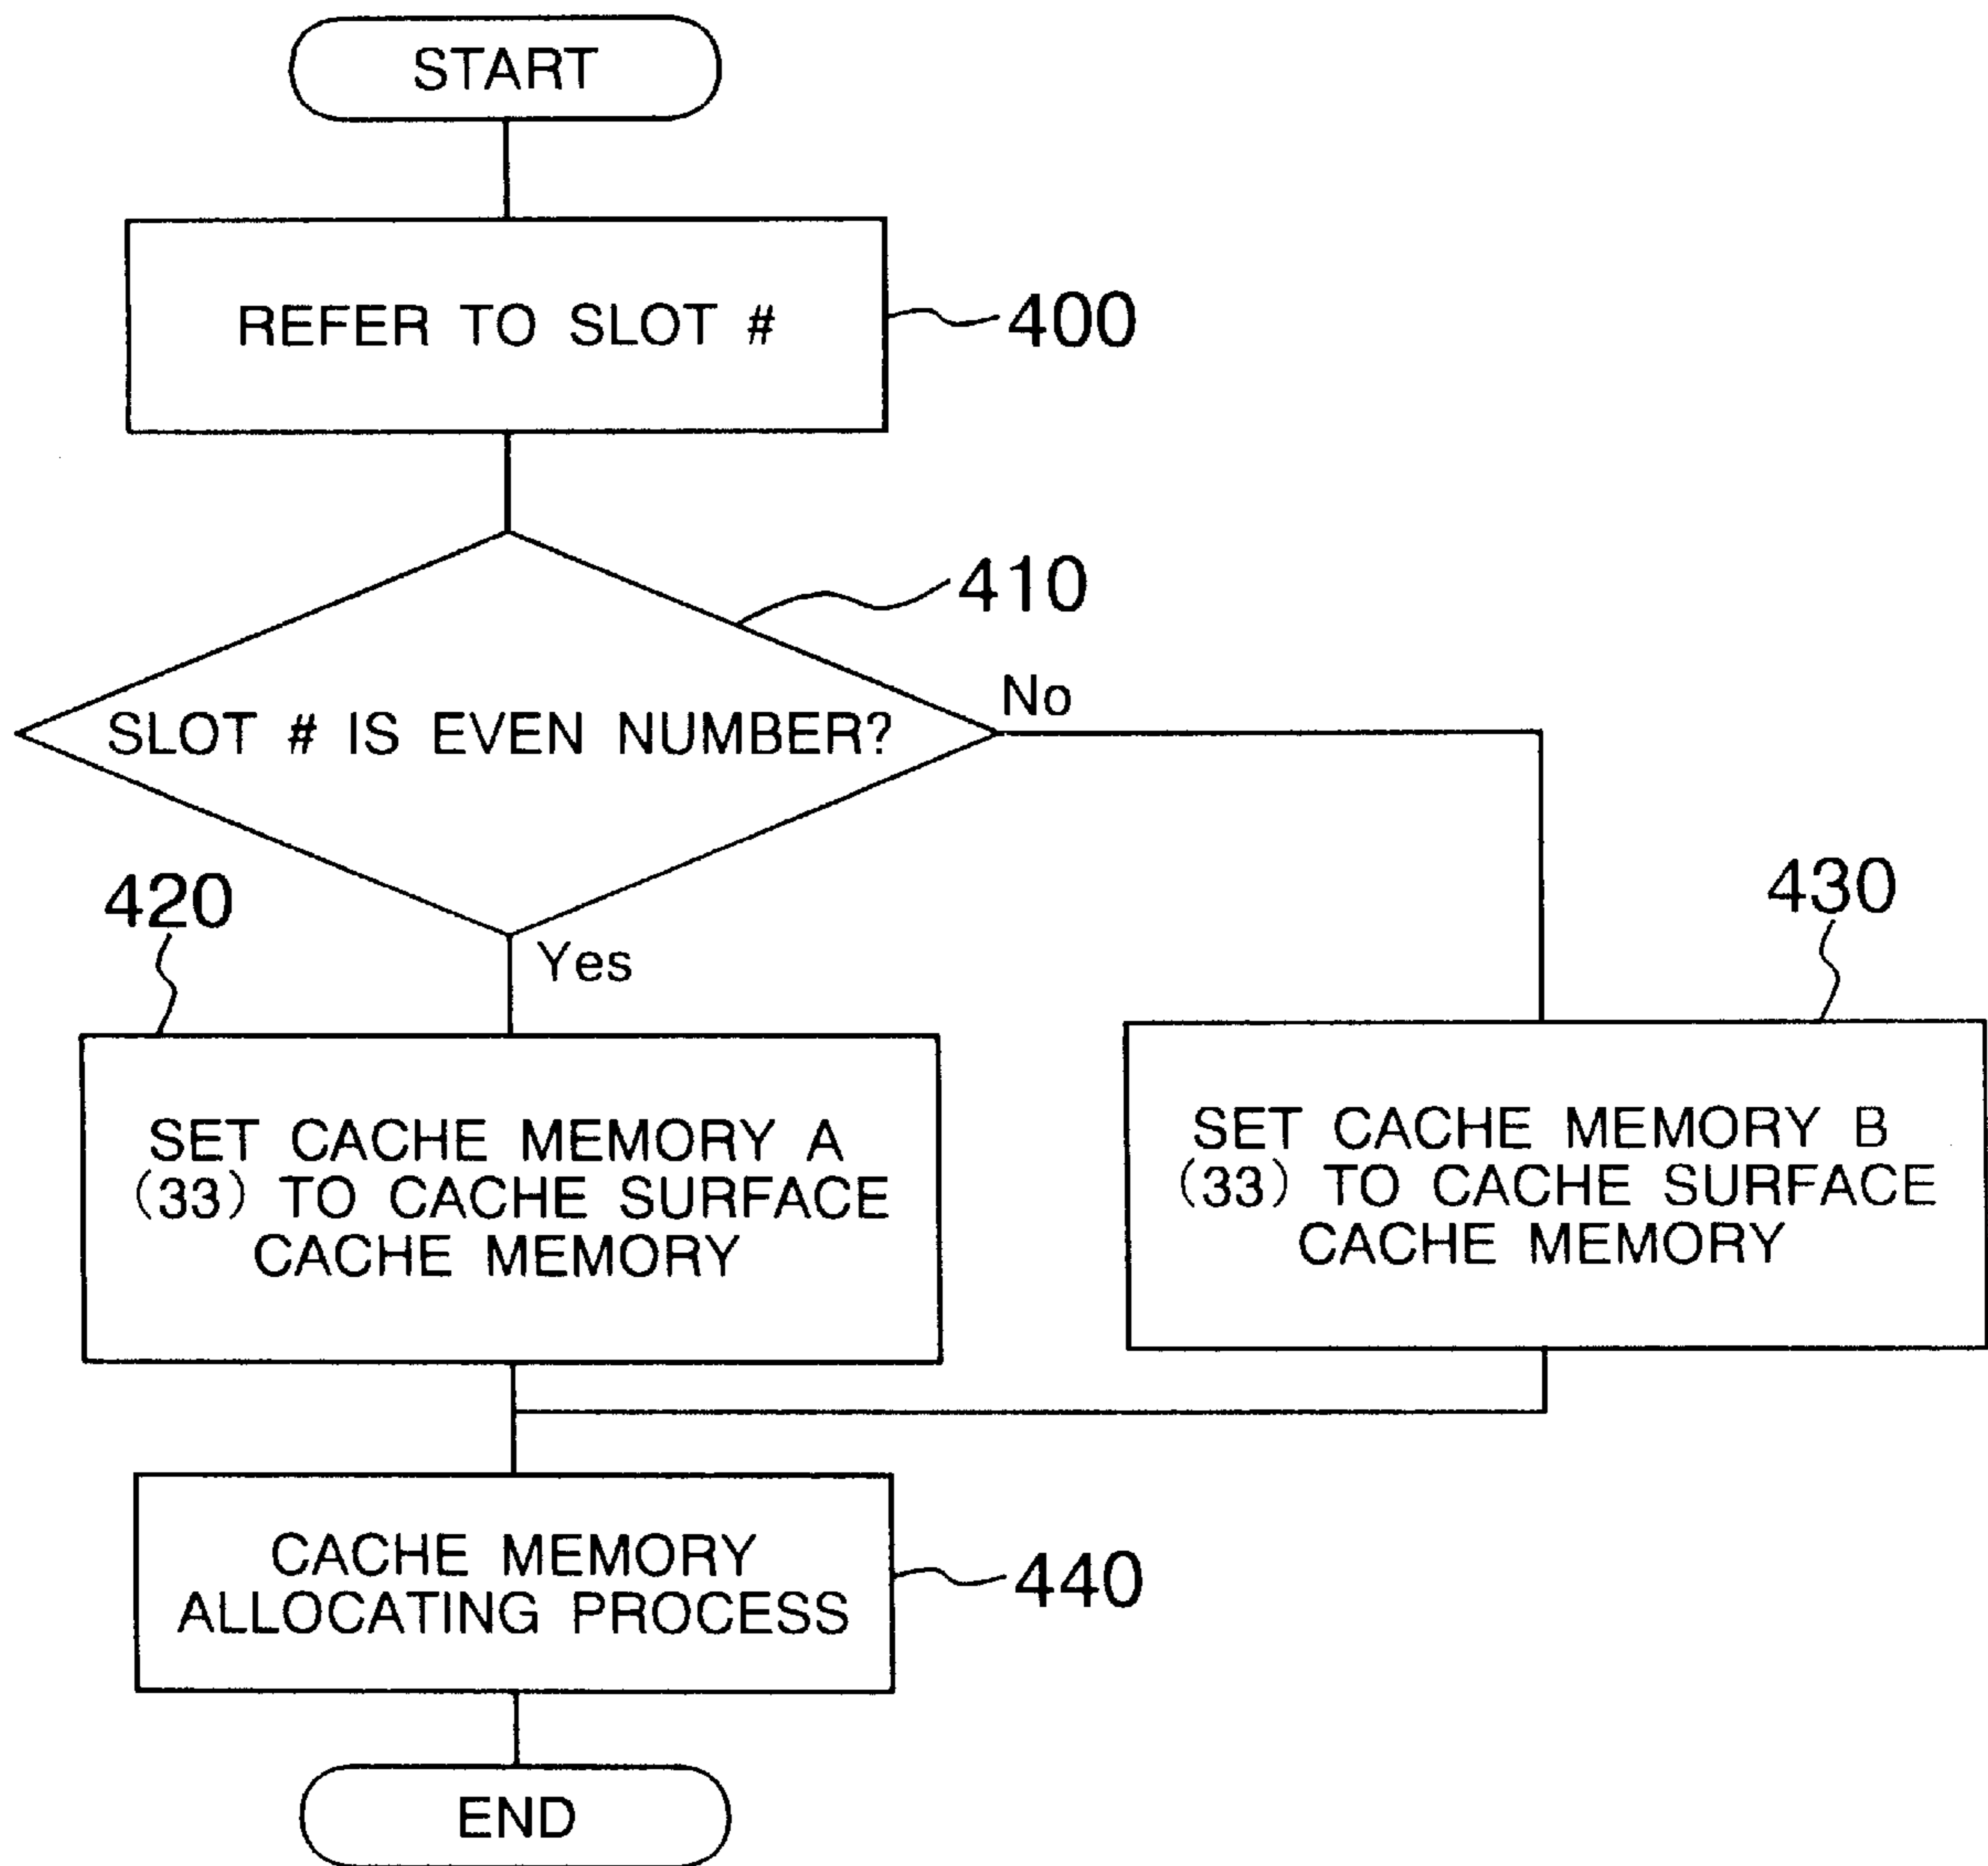 START
REFER TO SLOT #
400
410
SLOT # IS EVEN NUMBER?
No
Yes
420
SET CACHE MEMORY A
(33) TO CACHE SURFACE
CACHE MEMORY
430
SET CACHE MEMORY B
(33) TO CACHE SURFACE
CACHE MEMORY
CACHE MEMORY
ALLOCATING PROCESS
440
END